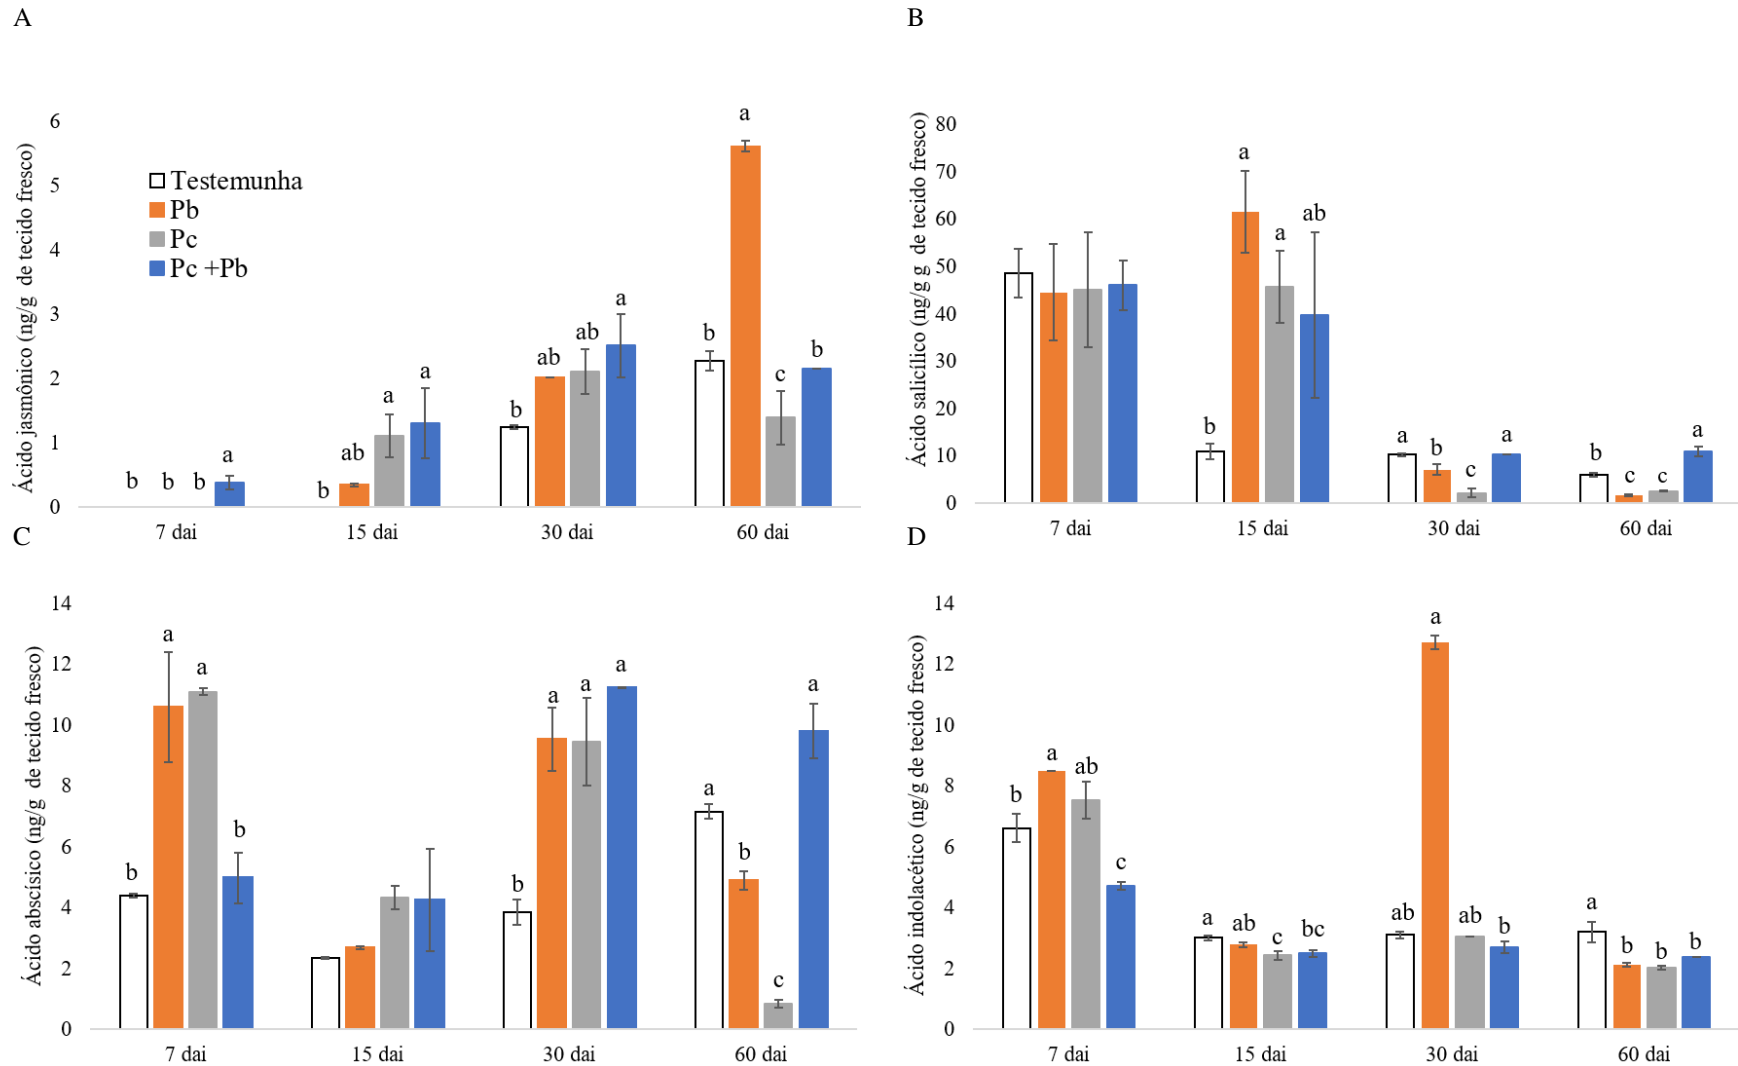 A
Ácido jasmônico (ng/g  de tecido fresco)
6
5
4
3
2
1
0
Testemunha
Pb
Pc
Pc +Pb
b b b a
b ab a a
b ab ab a
b a c b
7 dai 15 dai 30 dai 60 dai
B
Ácido salicilico (ng/g g  de tecido fresco)
80
70
60
50
40
30
20
10
0
b a a ab
a b c a
b c c a
7 dai 15 dai 30 dai 60 dai
C
Ácido abscísico (ng/g  de tecido fresco)
14
12
10
8
6
4
2
0
b a a b
b a a a
a b c a
7 dai 15 dai 30 dai 60 dai
D
Ácido indolacético (ng/g de tecido fresco)
14
12
10
8
6
4
2
0
b a ab c
a ab c bc
ab a ab b
a b b b
7 dai 15 dai 30 dai 60 dai